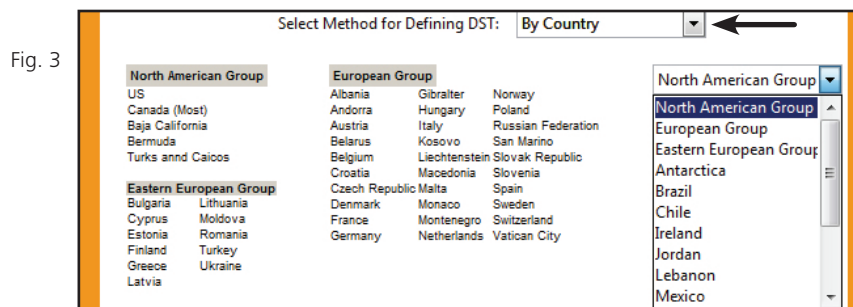 Select Method for Defining DST: By Country
Fig. 3
North American Group
US
Canada (Most)
Baja California
Bermuda
Turks annd Caicos
Eastern European Group
Bulgaria Lithuania
Cyprus Moldova
Estonia Romania
Finland Turkey
Greece Ukraine
Latvia
European Group
Albania Gibralter Norway
Andorra Hungary Poland
Austria Italy Russian Federation
Belarus Kosovo San Marino
Belgium Liechtenstein Slovak Republic
Croatia Macedonia Slovenia
Czech Republic Malta Spain
Denmark Monaco Sweden
France Montenegro Switzerland
Germany Netherlands Vatican City
North American Group
North American Group
European Group
Eastern European Group
Antarctica
Brazil
Chile
Ireland
Jordan
Lebanon
Mexico